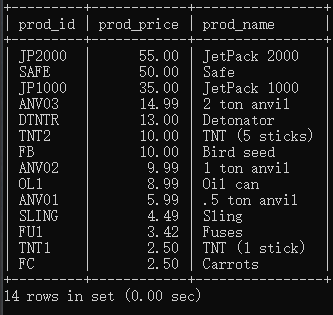 +---------+------------+----------------+
| prod_id | prod_price | prod_name      |
+---------+------------+----------------+
| JP2000  |      55.00 | JetPack 2000   |
| SAFE    |      50.00 | Safe           |
| JP1000  |      35.00 | JetPack 1000   |
| ANV03   |      14.99 | 2 ton anvil    |
| DTNTR   |      13.00 | Detonator      |
| TNT2    |      10.00 | TNT (5 sticks) |
| FB      |      10.00 | Bird seed      |
| ANV02   |       9.99 | 1 ton anvil    |
| OL1     |       8.99 | Oil can        |
| ANV01   |       5.99 | .5 ton anvil   |
| SLING   |       4.49 | Sling          |
| FU1     |       3.42 | Fuses          |
| TNT1    |       2.50 | TNT (1 stick)  |
| FC      |       2.50 | Carrots        |
+---------+------------+----------------+
14 rows in set (0.00 sec)